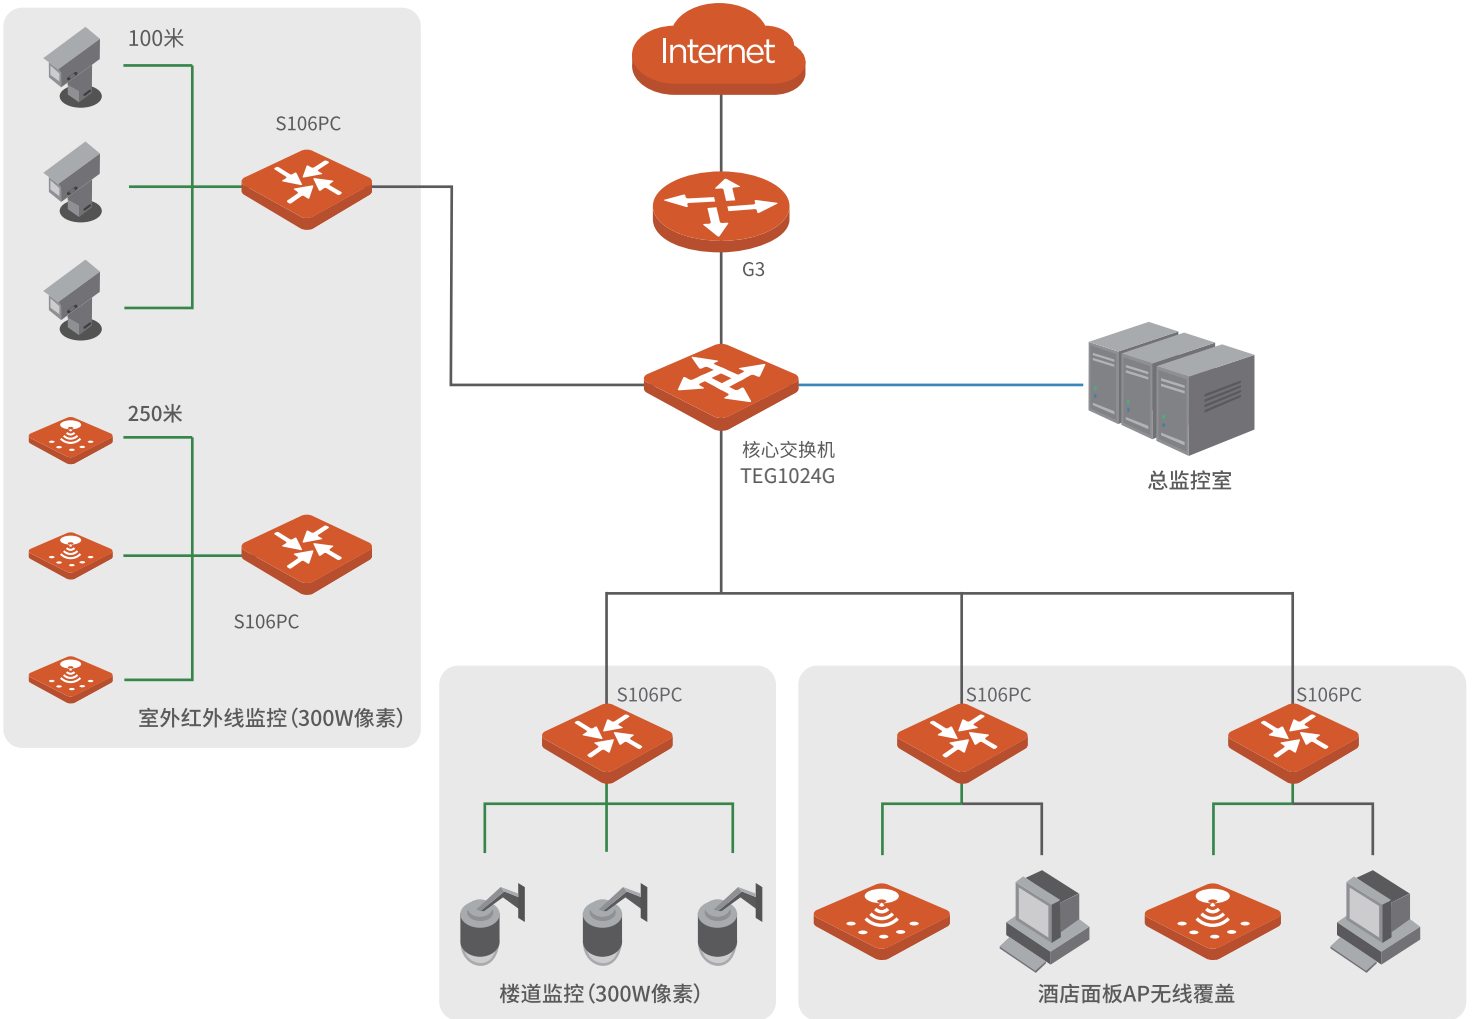 Internet
100米
S106PC
G3
250米
核心交换机
TEG1024G
总监控室
S106PC
室外红外线监控(300W像素)
S106PC
S106PC
S106PC
楼道监控(300W像素)
酒店面板AP无线覆盖